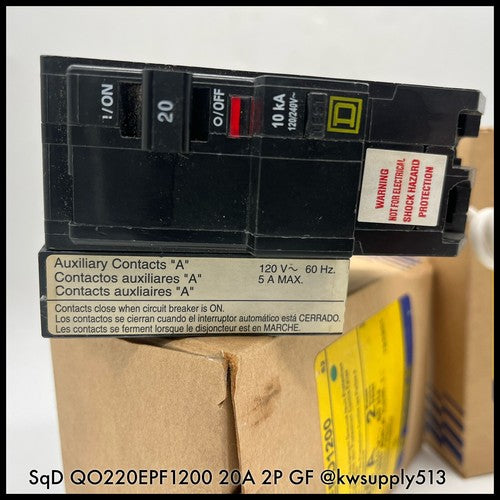 I/ON
20
O/OFF
10 kA
120/240V~
D
WARNING
NOT FOR ELECTRICAL
SHOCK HAZARD
PROTECTION
Auxiliary Contacts "A"
Contactos auxiliares "A"
Contacts auxliaires "A"
120 V~ 60 Hz.
5 A MAX.
Contacts close when circuit breaker is ON.
Los contactos se cierran cuando el interruptor automático está CERRADO.
Les contacts se ferment lorsque le disjoncteur est en MARCHE.
1200
2
SqD QO220EPF1200 20A 2P GF @kwsupply513